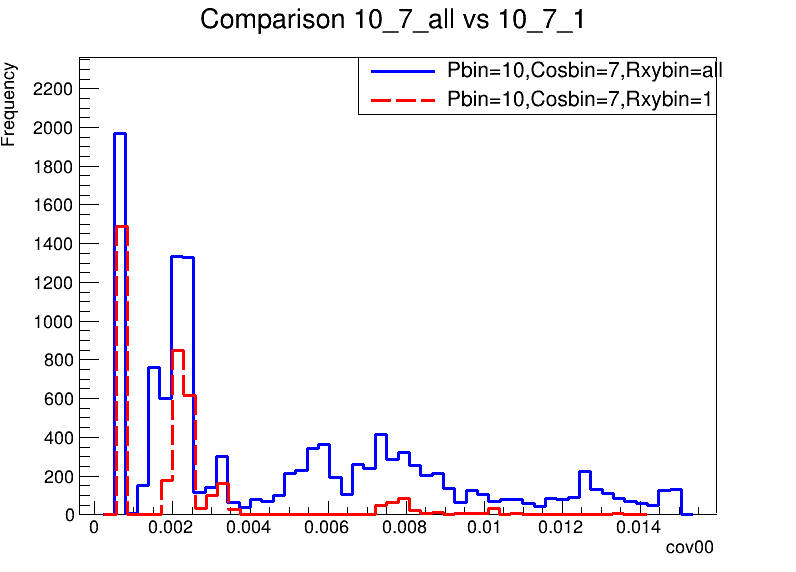 Comparison 10_7_all vs 10_7_1
Frequency
Pbin=10,Cosbin=7,Rxybin=all
Pbin=10,Cosbin=7,Rxybin=1
2200
2000
1800
1600
1400
1200
1000
800
600
400
200
0
0 0.002 0.004 0.006 0.008 0.01 0.012 0.014
cov00